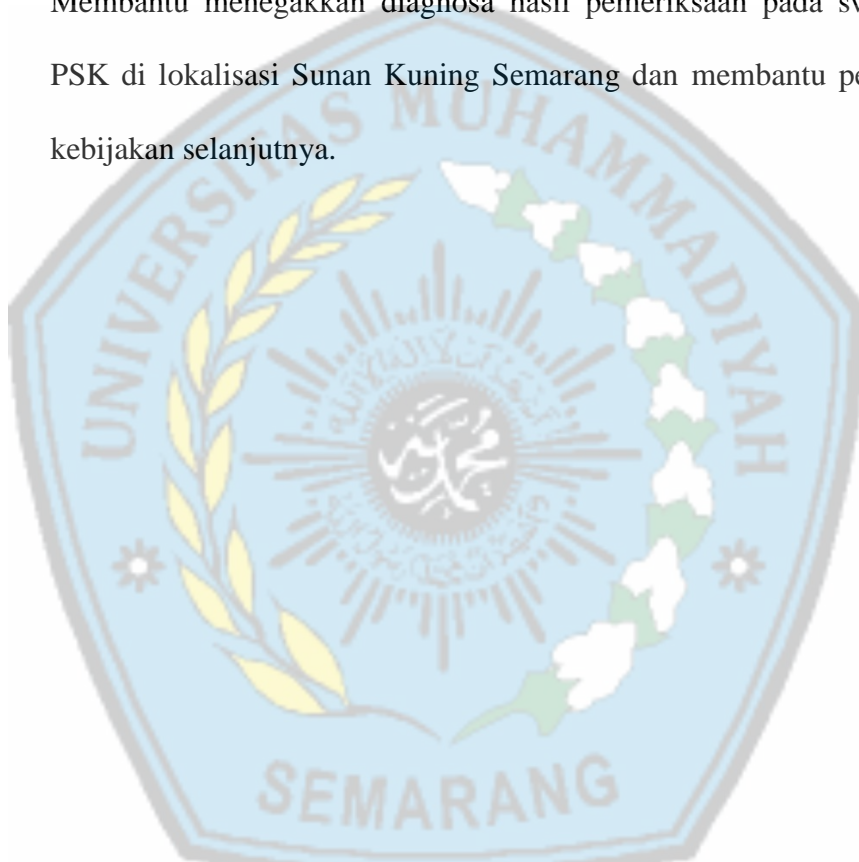 Membantu menegakkan diagnosa hasil pemeriksaan pada
PSK di lokalisasi Sunan Kuning Semarang dan membantu
kebijakan selanjutnya.
UNIVERSITAS MUHAMMADIYAH
SEMARANG